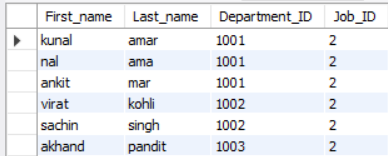 First_name Last_name Department_ID Job_ID
kunal amar 1001 2
nal ama 1001 2
ankit mar 1001 2
virat kohli 1002 2
sachin singh 1002 2
akhand pandit 1003 2